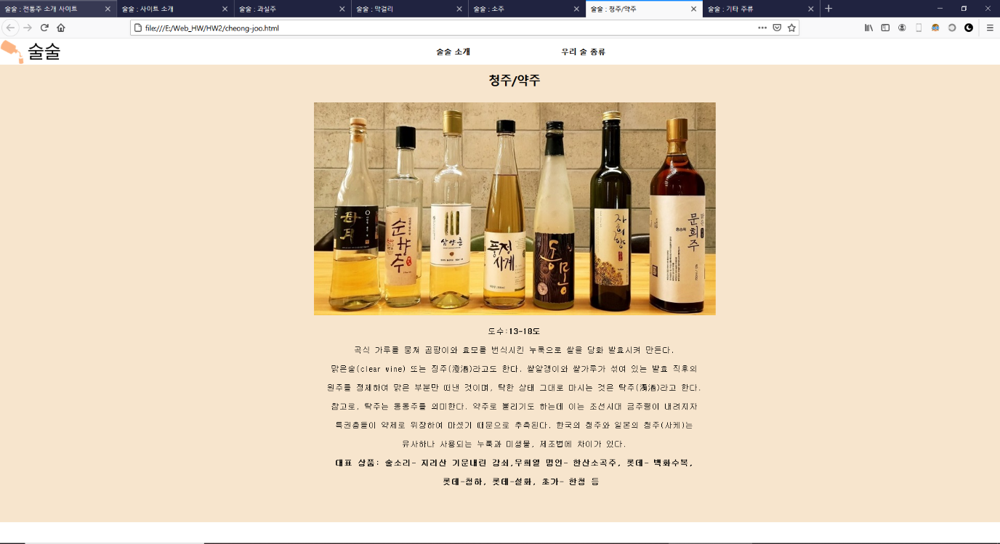 술술 : 전통주 소개 사이트
술술 : 사이트 소개
술술 : 과실주
술술 : 막걸리
술술 : 소주
술술 : 청주/약주
술술 : 기타 주류
file:///E:/Web_HW/HW2/cheong-joo.html
술술
술술 소개
우리 술 종류
청주/약주
母月
순향주
삼양춘
풍정사계
동몽
자희향
문희주
도수:13~18도
곡식 가루를 뭉쳐 곰팡이와 효모를 번식시킨 누룩으로 쌀을 당화 발효시켜 만든다.
맑은술(clear wine) 또는 징주(澄酒)라고도 한다. 쌀알갱이와 쌀가루가 섞여 있는 발효 직후의
원주를 정제하여 맑은 부분만 떠낸 것이며, 탁한 상태 그대로 마시는 것은 탁주(濁酒)라고 한다.
참고로, 탁주는 동동주를 의미한다. 약주로 불리기도 하는데 이는 조선시대 금주령이 내려지자
특권층들이 약제로 위장하여 마셨기 때문으로 추측된다. 한국의 청주와 일본의 청주(사케)는
유사하나 사용되는 누룩과 미생물, 제조법에 차이가 있다.
대표 상품: 술소리- 지리산 기운내린 강쇠,우희열 명인- 한산소곡주, 롯데- 백화수복,
롯데-청하, 롯데-설화, 초가- 한청 등